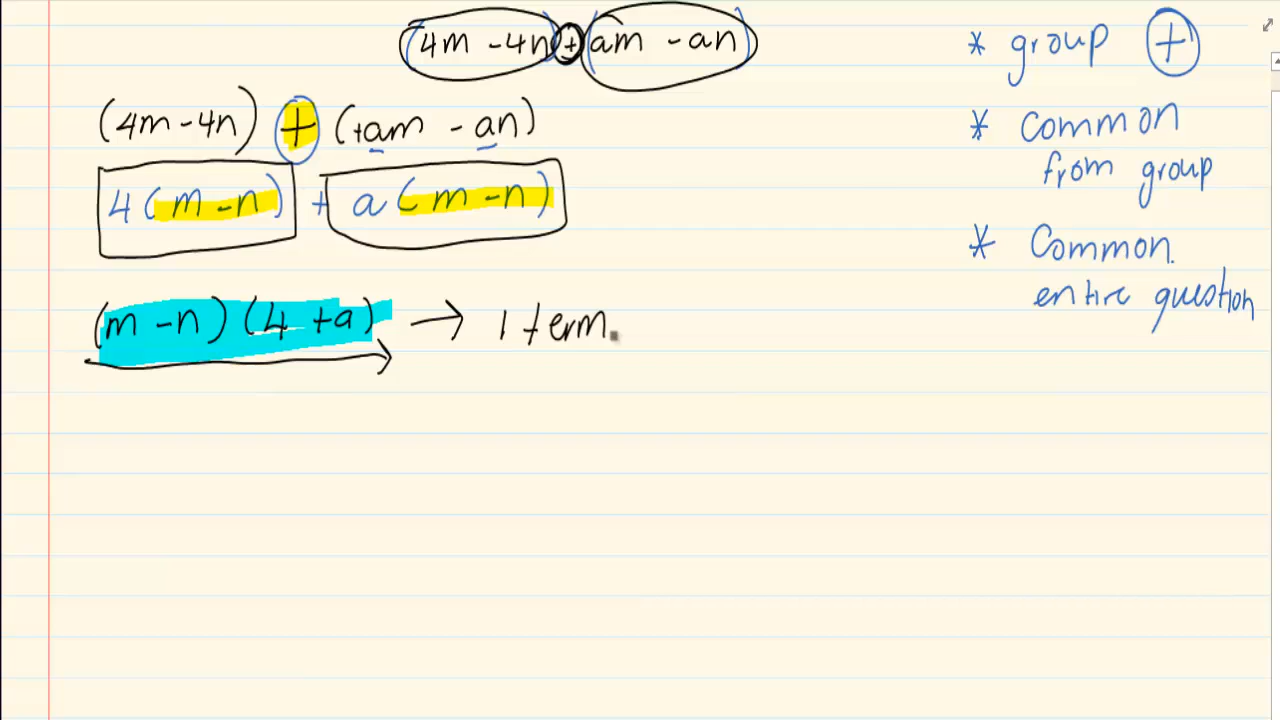 (4m - 4n) + (am - an)
(4m - 4n) + (+am - an)
4(m - n) + a(m - n)
(m - n)(4 + a) → 1 term.
* group +
* common
from group
* Common.
entire question